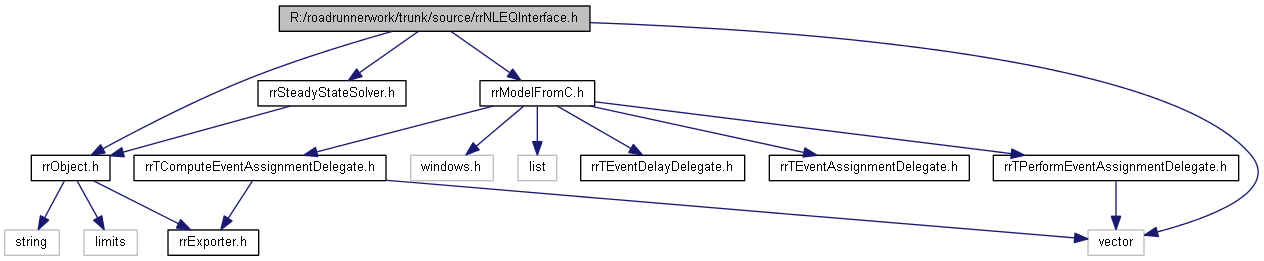 R:/roadrunnerwork/trunk/source/rrNLEQInterface.h
rrSteadyStateSolver.h
rrModelFromC.h
rrObject.h
rrTComputeEventAssignmentDelegate.h
windows.h
list
rrTEventDelayDelegate.h
rrTEventAssignmentDelegate.h
rrTPerformEventAssignmentDelegate.h
string
limits
rrExporter.h
vector